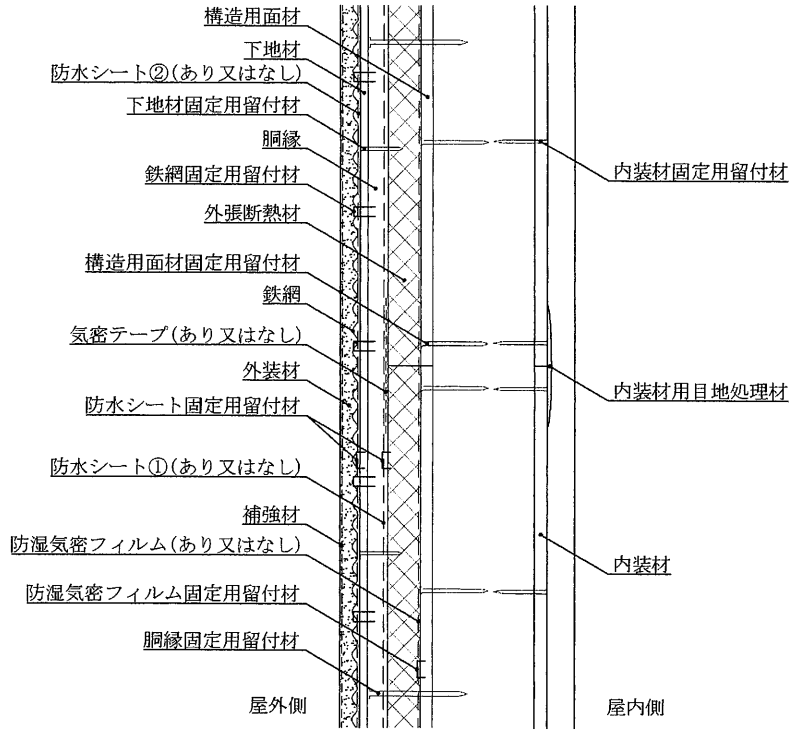 構造用面材
下地材
防水シート②(あり又はなし)
下地材固定用留付材
胴縁
鉄網固定用留付材
外張断熱材
構造用面材固定用留付材
鉄網
気密テープ(あり又はなし)
外装材
防水シート固定用留付材
防水シート①(あり又はなし)
補強材
防湿気密フィルム(あり又はなし)
防湿気密フィルム固定用留付材
胴縁固定用留付材
屋外側
内装材固定用留付材
内装材用目地処理材
内装材
屋内側